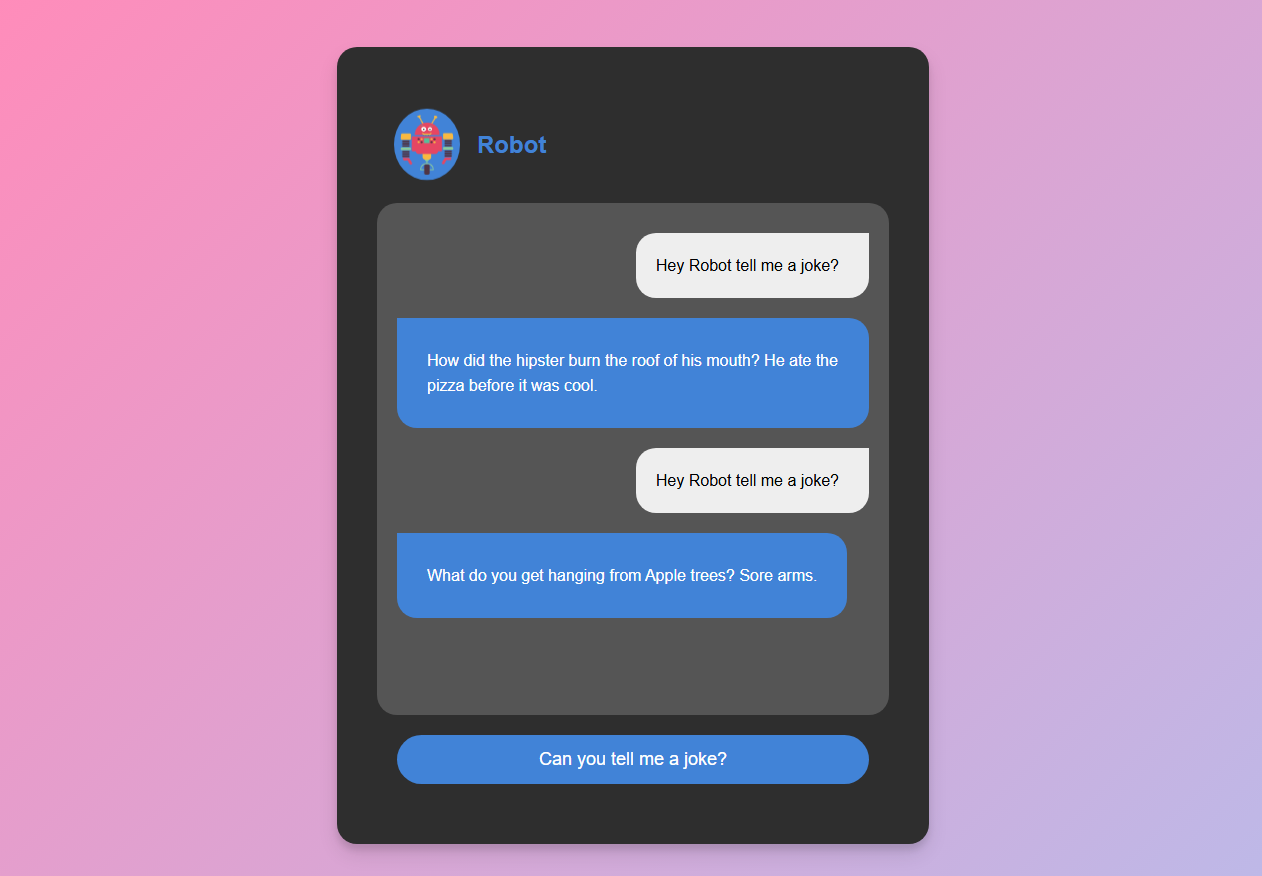 Robot
Hey Robot tell me a joke?
How did the hipster burn the roof of his mouth? He ate the
pizza before it was cool.
Hey Robot tell me a joke?
What do you get hanging from Apple trees? Sore arms.
Can you tell me a joke?